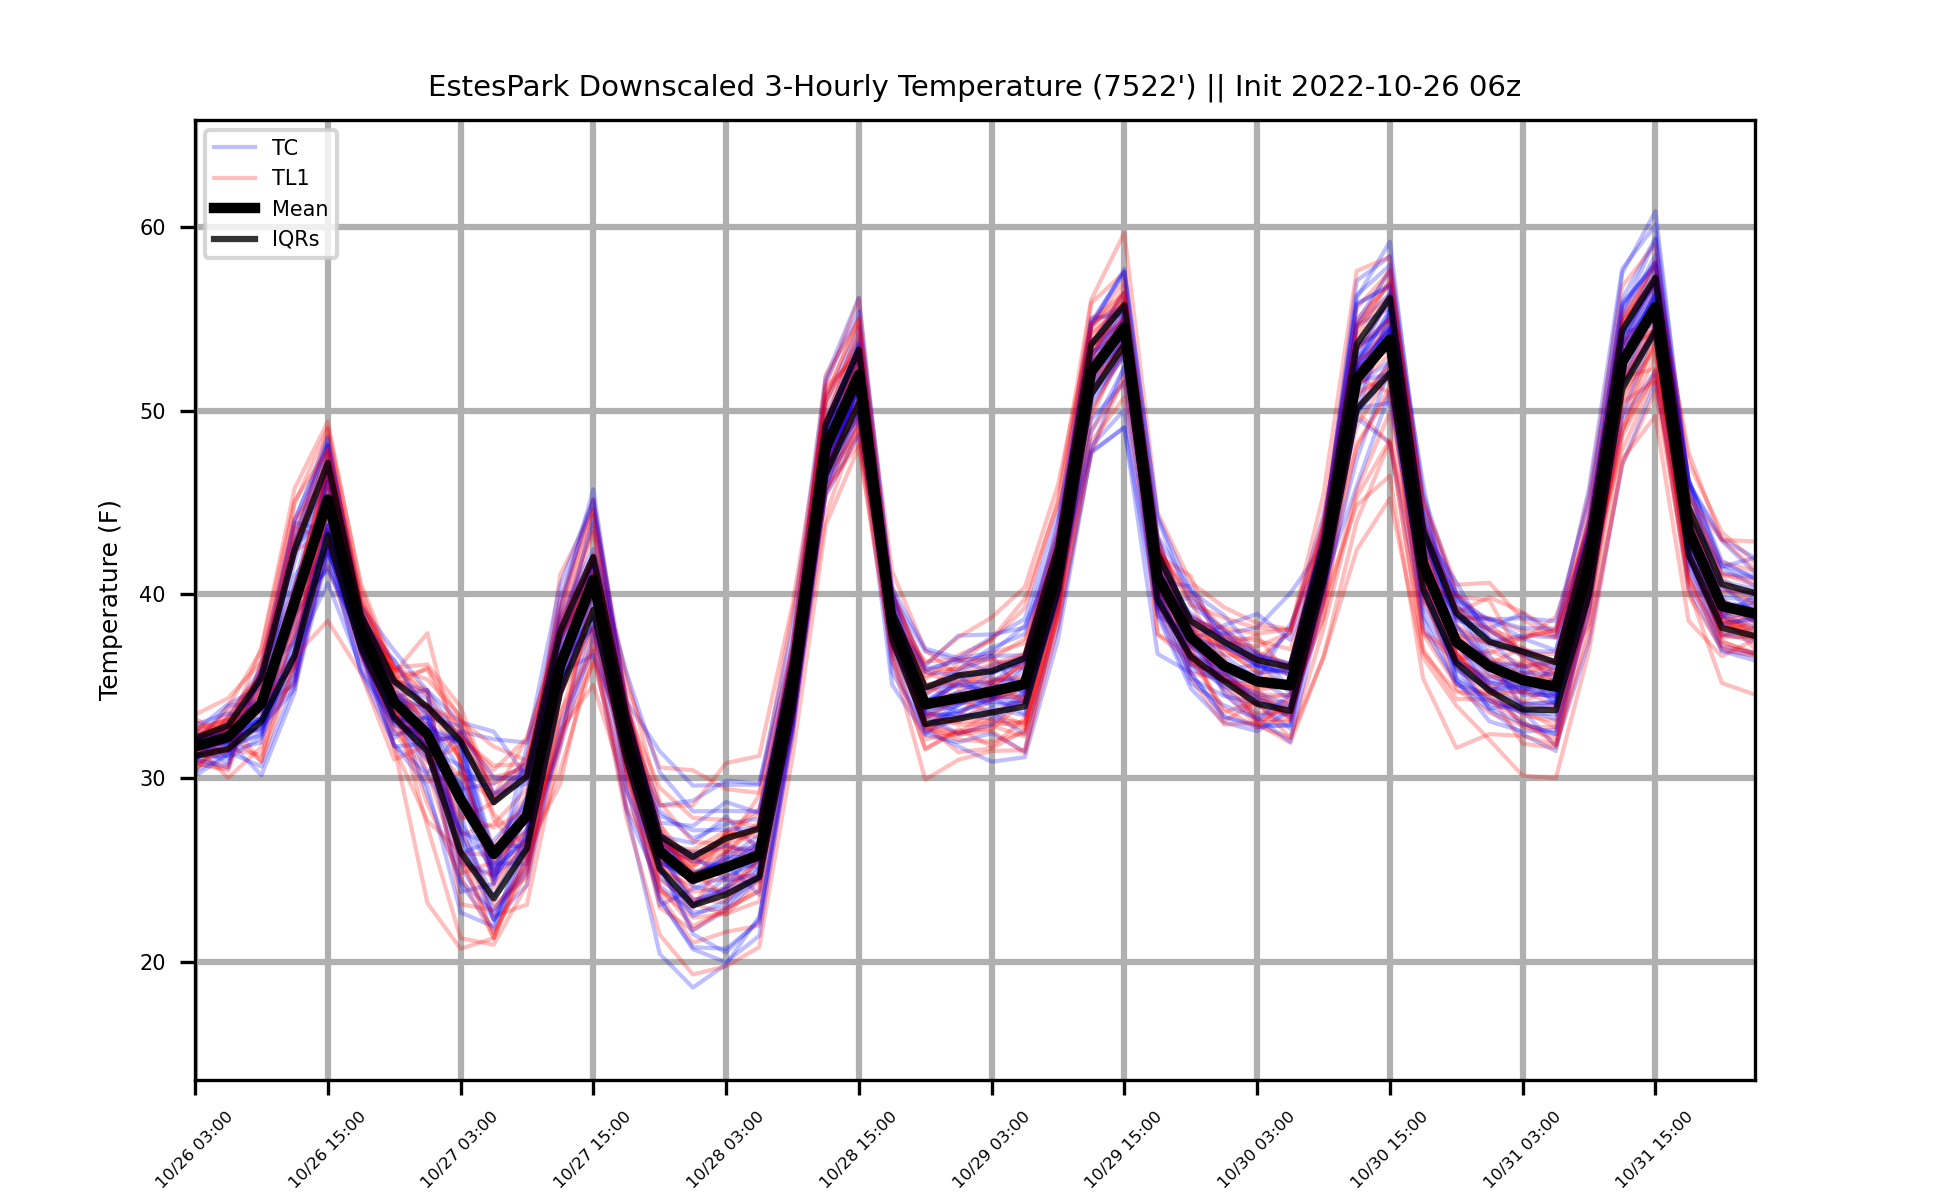 EstesPark Downscaled 3-Hourly Temperature (7522') || Init 2022-10-26 06z
TC
TL1
Mean
IQRs
Temperature (F)
60
50
40
30
20
10/26 03:00
10/26 15:00
10/27 03:00
10/27 15:00
10/28 03:00
10/28 15:00
10/29 03:00
10/29 15:00
10/30 03:00
10/30 15:00
10/31 03:00
10/31 15:00